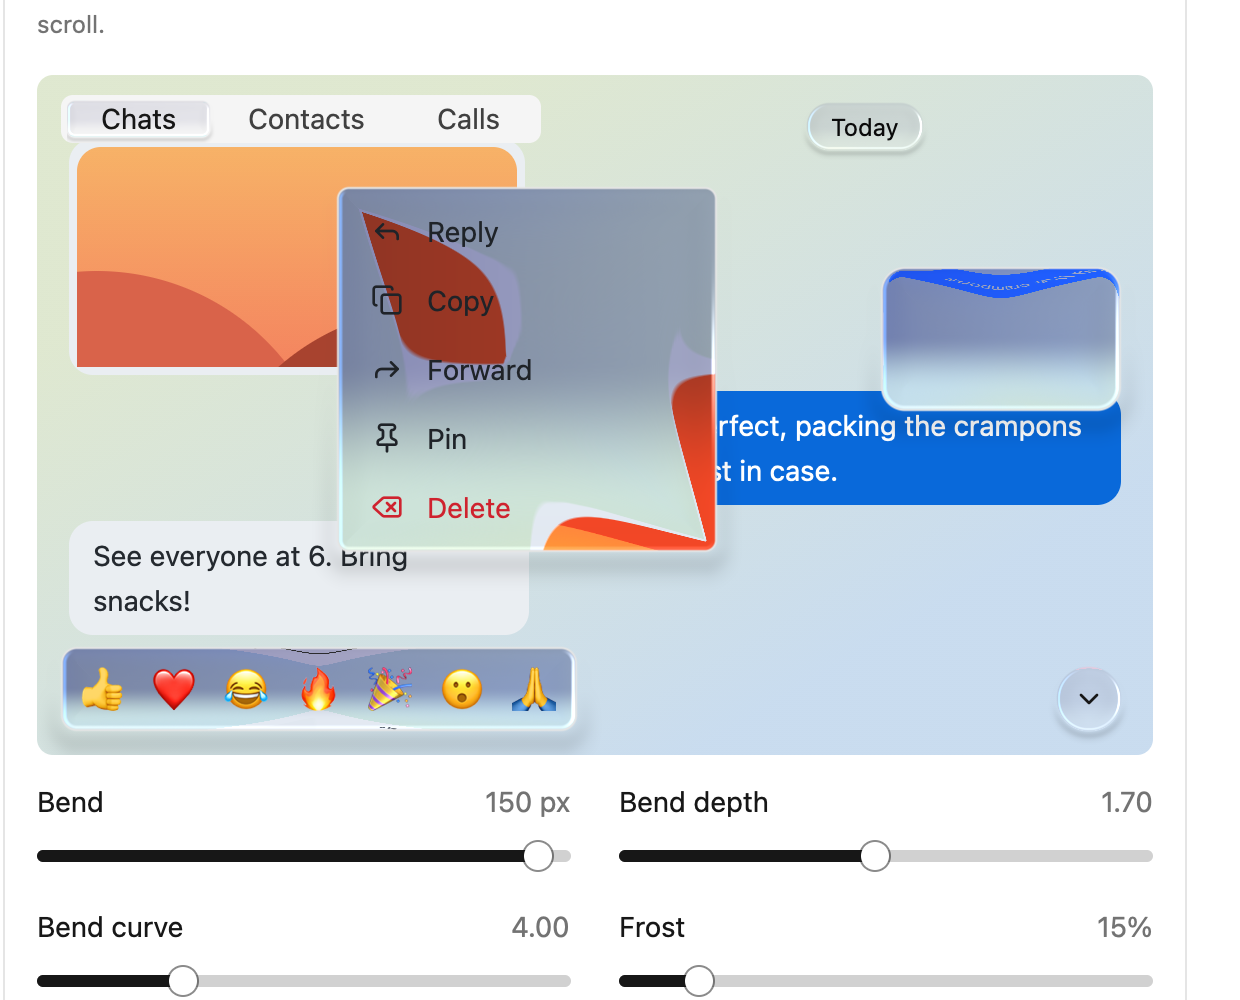 scroll.
Chats Contacts Calls
Today
Reply
Copy
Forward
Pin
Delete
rfect, packing the crampons
st in case.
See everyone at 6. Bring
snacks!
Bend 150 px
Bend depth 1.70
Bend curve 4.00
Frost 15%